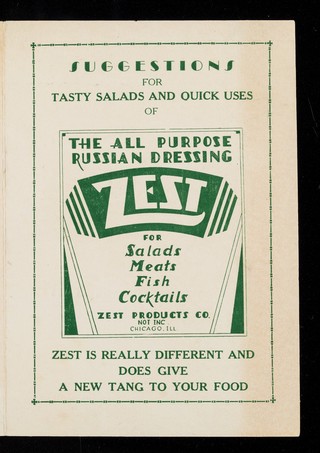 SUGGESTIONS
FOR
TASTY SALADS AND QUICK USES
OF
THE ALL PURPOSE
RUSSIAN DRESSING
ZEST
FOR
Salads
Meats
Fish
Cocktails
ZEST PRODUCTS CO.
NOT INC.
CHICAGO, ILL.
ZEST IS REALLY DIFFERENT AND
DOES GIVE
A NEW TANG TO YOUR FOOD